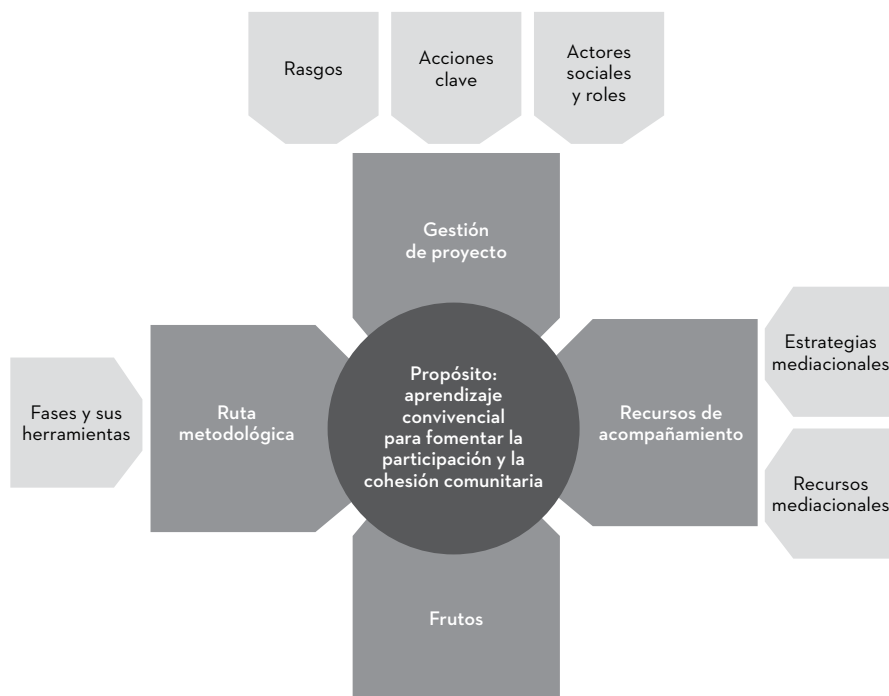 Rasgos
Acciones
clave
Actores
sociales
y roles
Gestión
de proyecto
Fases y sus
herramientas
Ruta
metodológica
Propósito:
aprendizaje
convivencial
para fomentar la
participación y la
cohesión comunitaria
Recursos de
acompañamiento
Estrategias
mediacionales
Recursos
mediacionales
Frutos